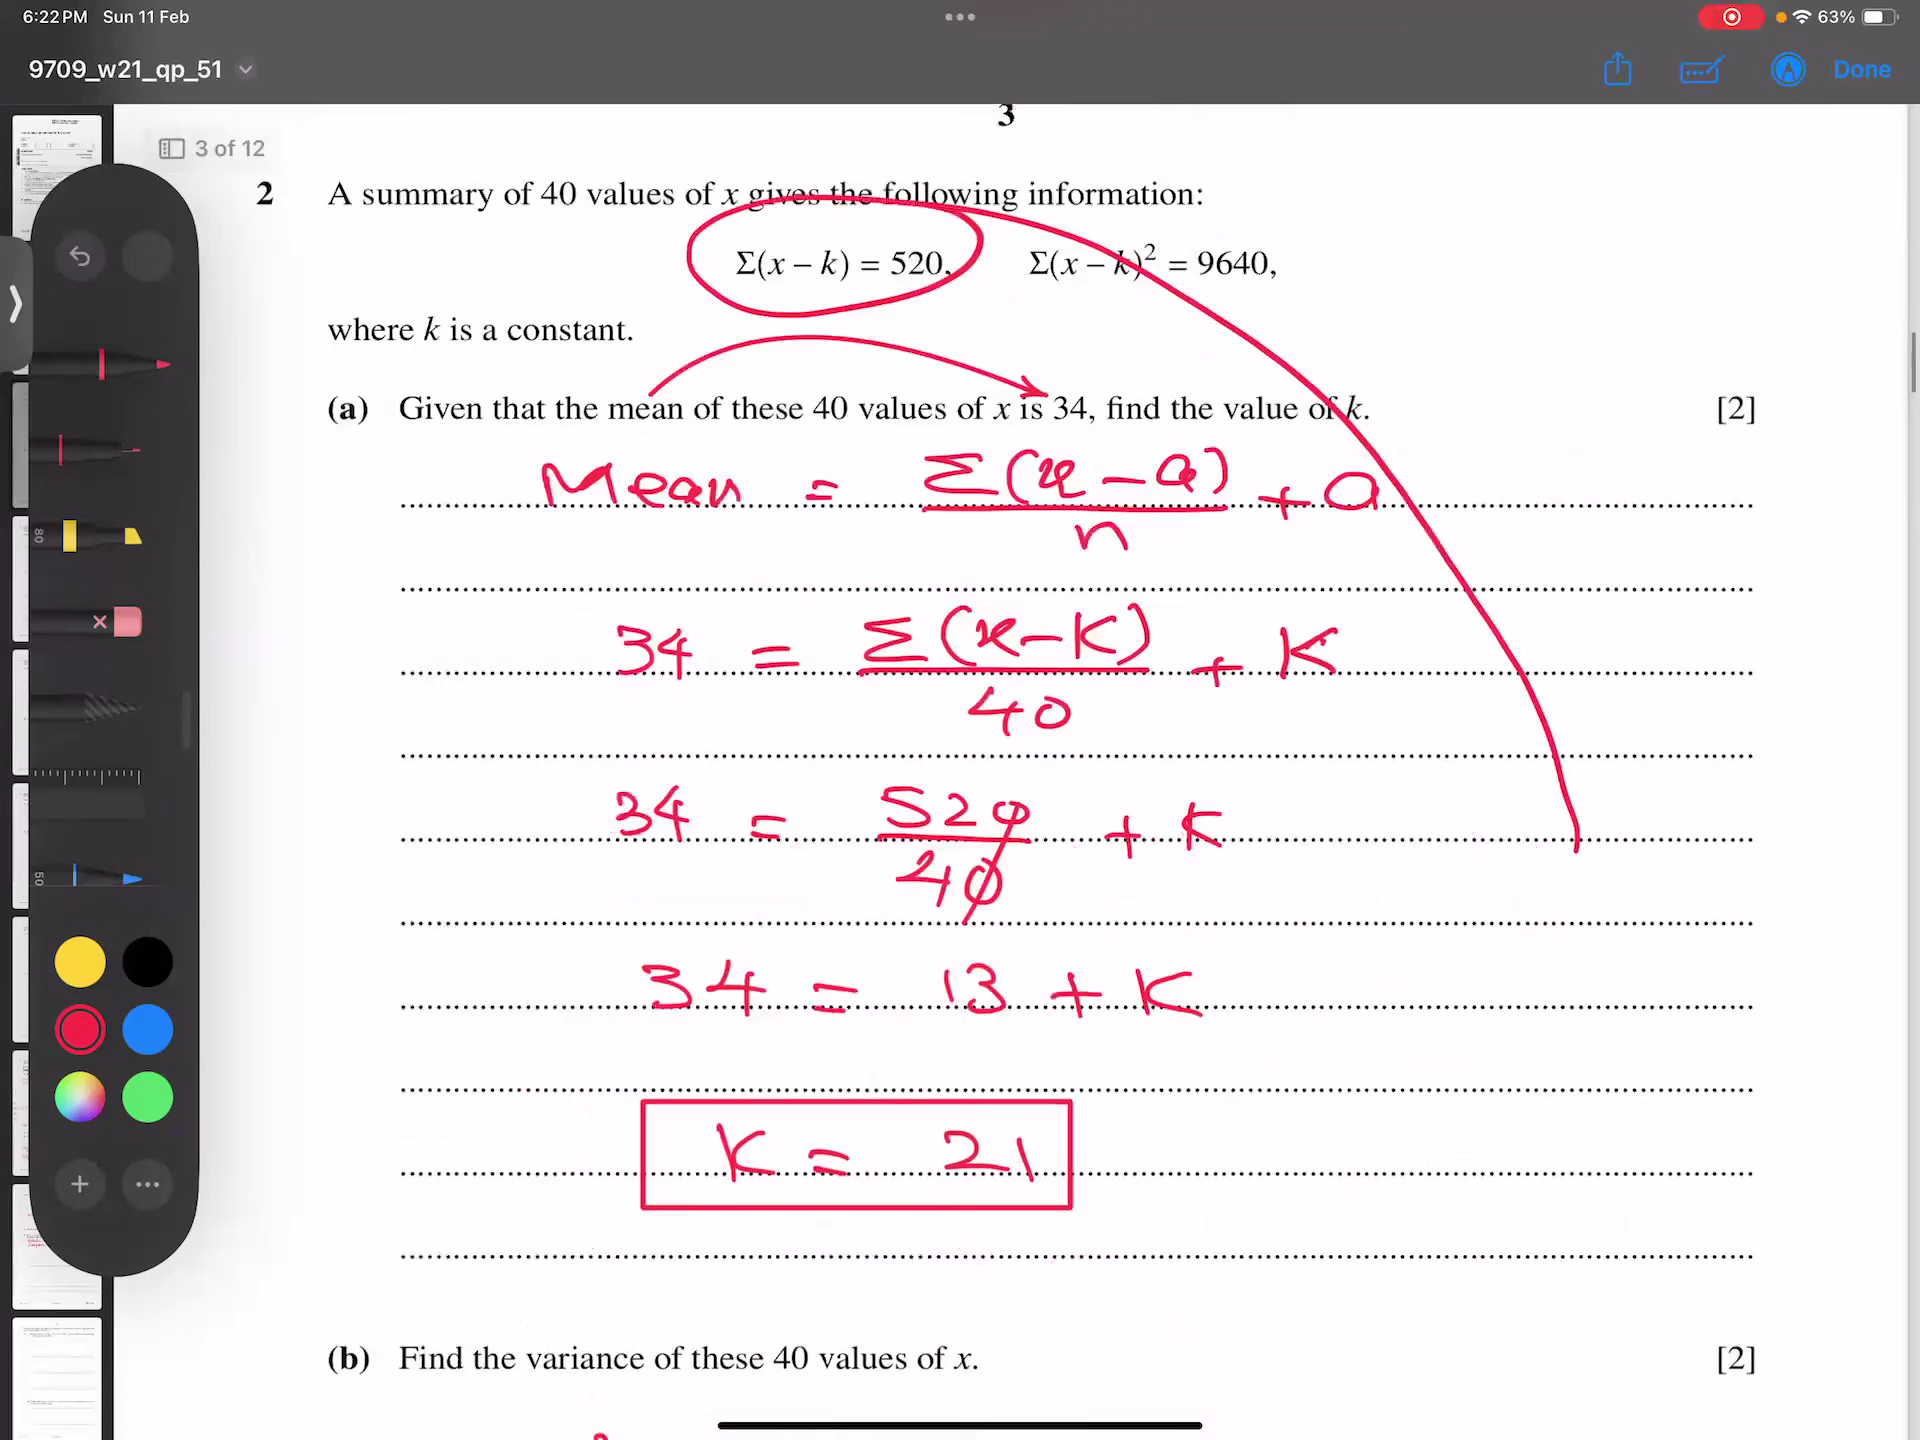 6:22 PM Sun 11 Feb
63%
9709_w21_qp_51
Done
3
3 of 12
2 A summary of 40 values of x gives the following information:
Σ(x – k) = 520, Σ(x – k)² = 9640,
where k is a constant.
(a) Given that the mean of these 40 values of x is 34, find the value of k. [2]
Mean = Σ(x – a)/n + a
34 = Σ(x – K)/40 + K
34 = 520/40 + K
34 = 13 + K
K = 21
(b) Find the variance of these 40 values of x. [2]
80
50